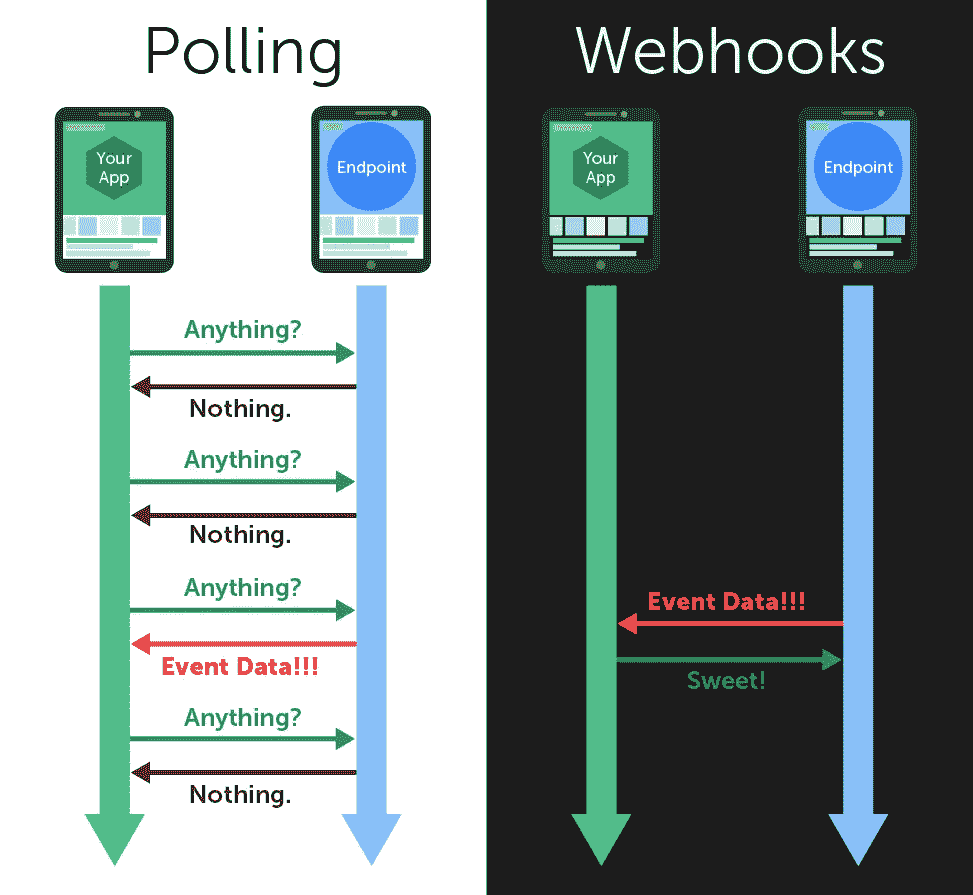 Polling
Your
App
Endpoint
Anything?
Nothing.
Anything?
Nothing.
Anything?
Event Data!!!
Anything?
Nothing.
Webhooks
Your
App
Endpoint
Event Data!!!
Sweet!